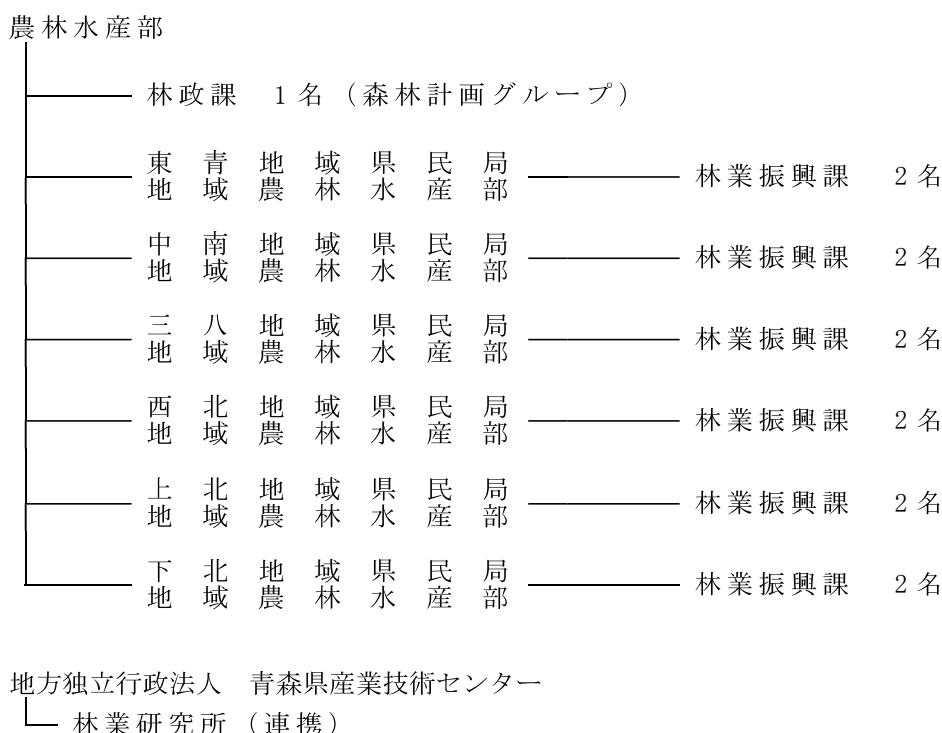 農林水産部
林政課　1名（森林計画グループ）
東青地域県民局
地域農林水産部　林業振興課　2名
中南地域県民局
地域農林水産部　林業振興課　2名
三八地域県民局
地域農林水産部　林業振興課　2名
西北地域県民局
地域農林水産部　林業振興課　2名
上北地域県民局
地域農林水産部　林業振興課　2名
下北地域県民局
地域農林水産部　林業振興課　2名
地方独立行政法人　青森県産業技術センター
林業研究所（連携）